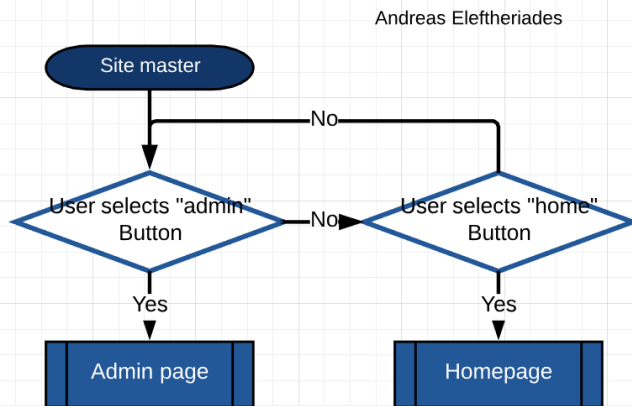 Andreas Eleftheriades
Site master
No
User selects "admin"
Button
No
User selects "home"
Button
Yes
Yes
Admin page
Homepage